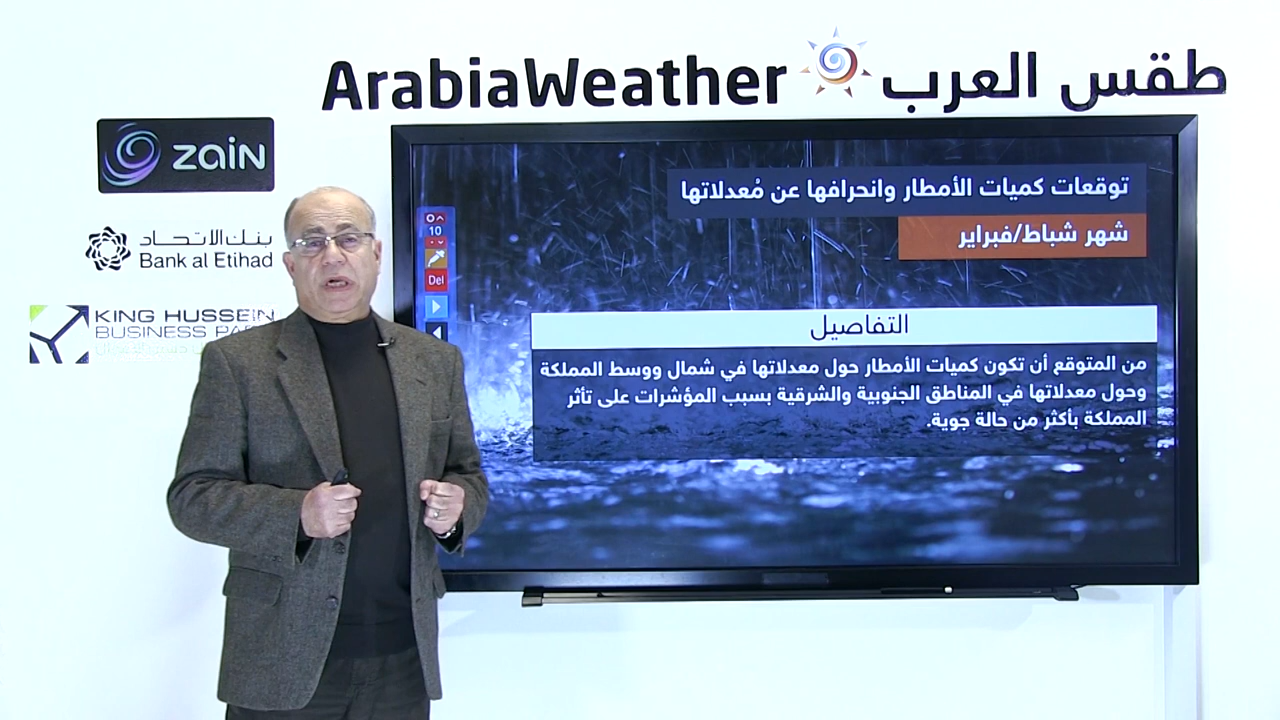 ArabiaWeather طقس العرب
zain
بنك الاتحاد
Bank al Etihad
KING HUSSEIN
BUSINESS
توقعات كميات الأمطار وانحرافها عن مُعدلاتها
شهر شباط/فبراير
10
Del
التفاصيل
من المتوقع أن تكون كميات الأمطار حول معدلاتها في شمال ووسط المملكة
وحول معدلاتها في المناطق الجنوبية والشرقية بسبب المؤشرات على تأثر
المملكة بأكثر من حالة جوية.